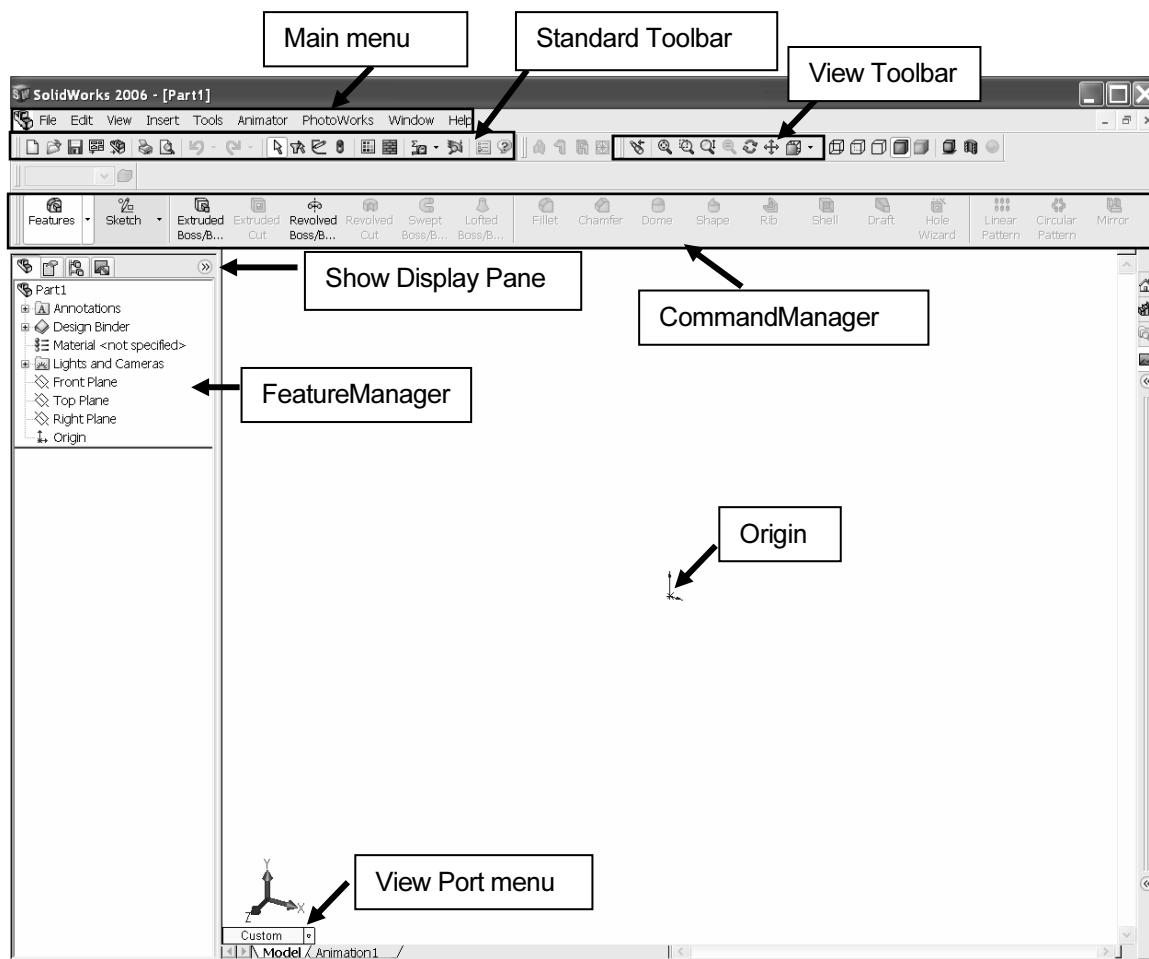 Main menu
Standard Toolbar
View Toolbar
SolidWorks 2006 - [Part1]
File Edit View Insert Tools Animator PhotoWorks Window Help
Features Sketch Extruded Boss/B... Extruded Cut Revolved Boss/B... Revolved Cut Swept Boss/B... Lofted Boss/B... Fillet Chamfer Dome Shape Rib Shell Draft Hole Wizard Linear Pattern Circular Pattern Mirror
Show Display Pane
CommandManager
Part1
Annotations
Design Binder
Material <not specified>
Lights and Cameras
Front Plane
Top Plane
Right Plane
Origin
FeatureManager
Origin
View Port menu
Y
X
Z
Custom
Model Animation1